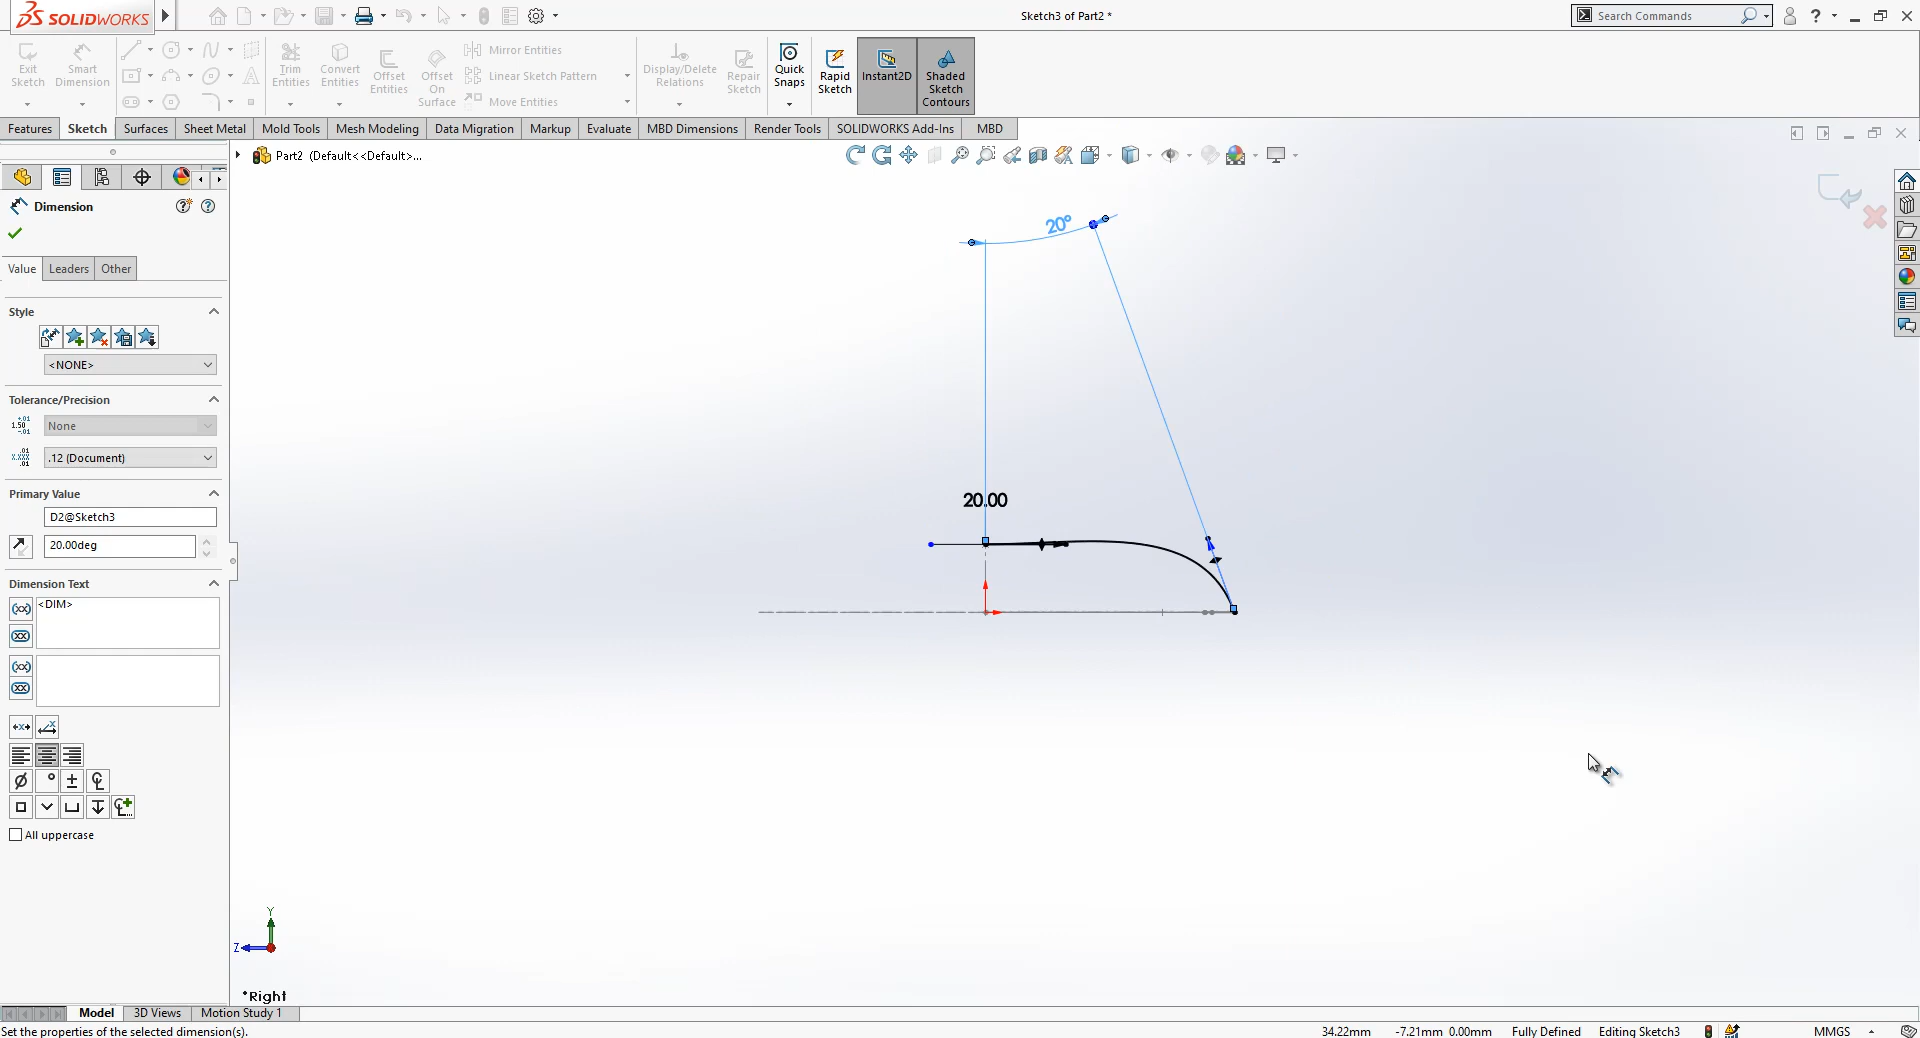 SOLIDWORKS
Sketch3 of Part2 *
Search Commands
?
Exit Sketch
Smart Dimension
Trim Entities
Convert Entities
Offset Entities
Offset On Surface
Mirror Entities
Linear Sketch Pattern
Move Entities
Display/Delete Relations
Repair Sketch
Quick Snaps
Rapid Sketch
Instant2D
Shaded Sketch Contours
Features
Sketch
Surfaces
Sheet Metal
Mold Tools
Mesh Modeling
Data Migration
Markup
Evaluate
MBD Dimensions
Render Tools
SOLIDWORKS Add-Ins
MBD
Part2 (Default<<Default>...
Dimension
Value
Leaders
Other
Style
<NONE>
Tolerance/Precision
None
.12 (Document)
Primary Value
D2@Sketch3
20.00deg
Dimension Text
<DIM>
All uppercase
20°
20.00
Y
Z
*Right
Model
3D Views
Motion Study 1
Set the properties of the selected dimension(s).
34.22mm
-7.21mm
0.00mm
Fully Defined
Editing Sketch3
MMGS